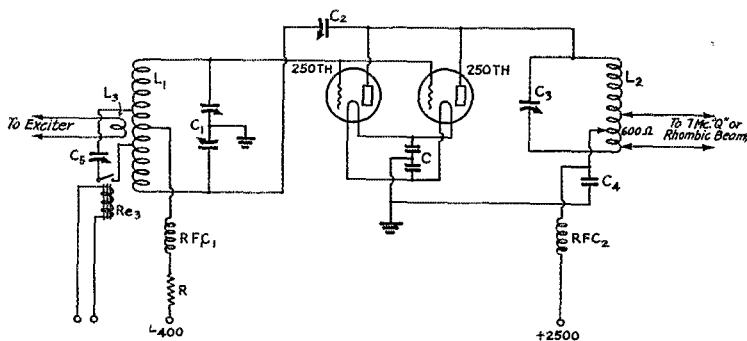 C2
250TH
250TH
L1
L2
L3
To Exciter
C1
C3
C5
To 7 Mc. "Q" or
Rhombic Beam
600Ω
C
C4
Re3
RFC1
RFC2
R
-400
+2500